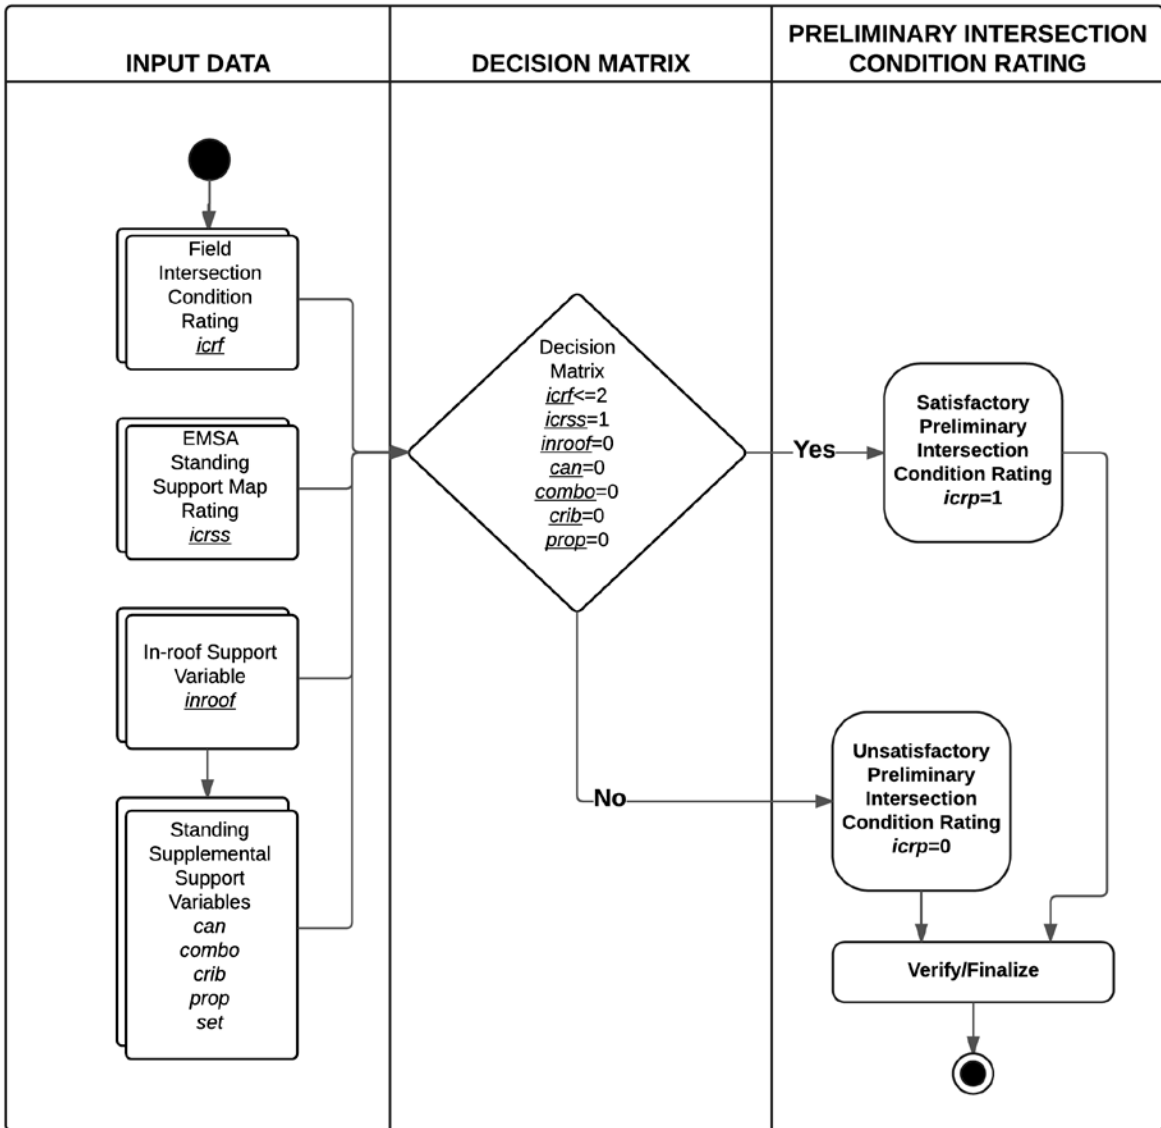 INPUT DATA
DECISION MATRIX
PRELIMINARY INTERSECTION
CONDITION RATING
Field
Intersection
Condition
Rating
icrf
EMSA
Standing
Support Map
Rating
icrss
In-roof Support
Variable
inroof
Standing
Supplemental
Support
Variables
can
combo
crib
prop
set
Decision
Matrix
icrf<=2
icrss=1
inroof=0
can=0
combo=0
crib=0
prop=0
Yes
No
Satisfactory
Preliminary
Intersection
Condition Rating
icrp=1
Unsatisfactory
Preliminary
Intersection
Condition Rating
icrp=0
Verify/Finalize